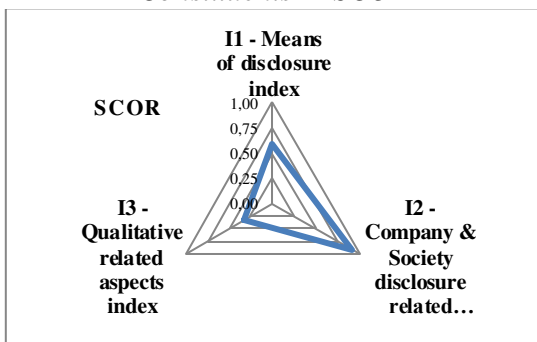 I1 - Means
of disclosure
index
SCOR
1,00
0,75
0,50
0,25
0,00
I3 -
Qualitative
related
aspects
index
I2 -
Company &
Society
disclosure
related…